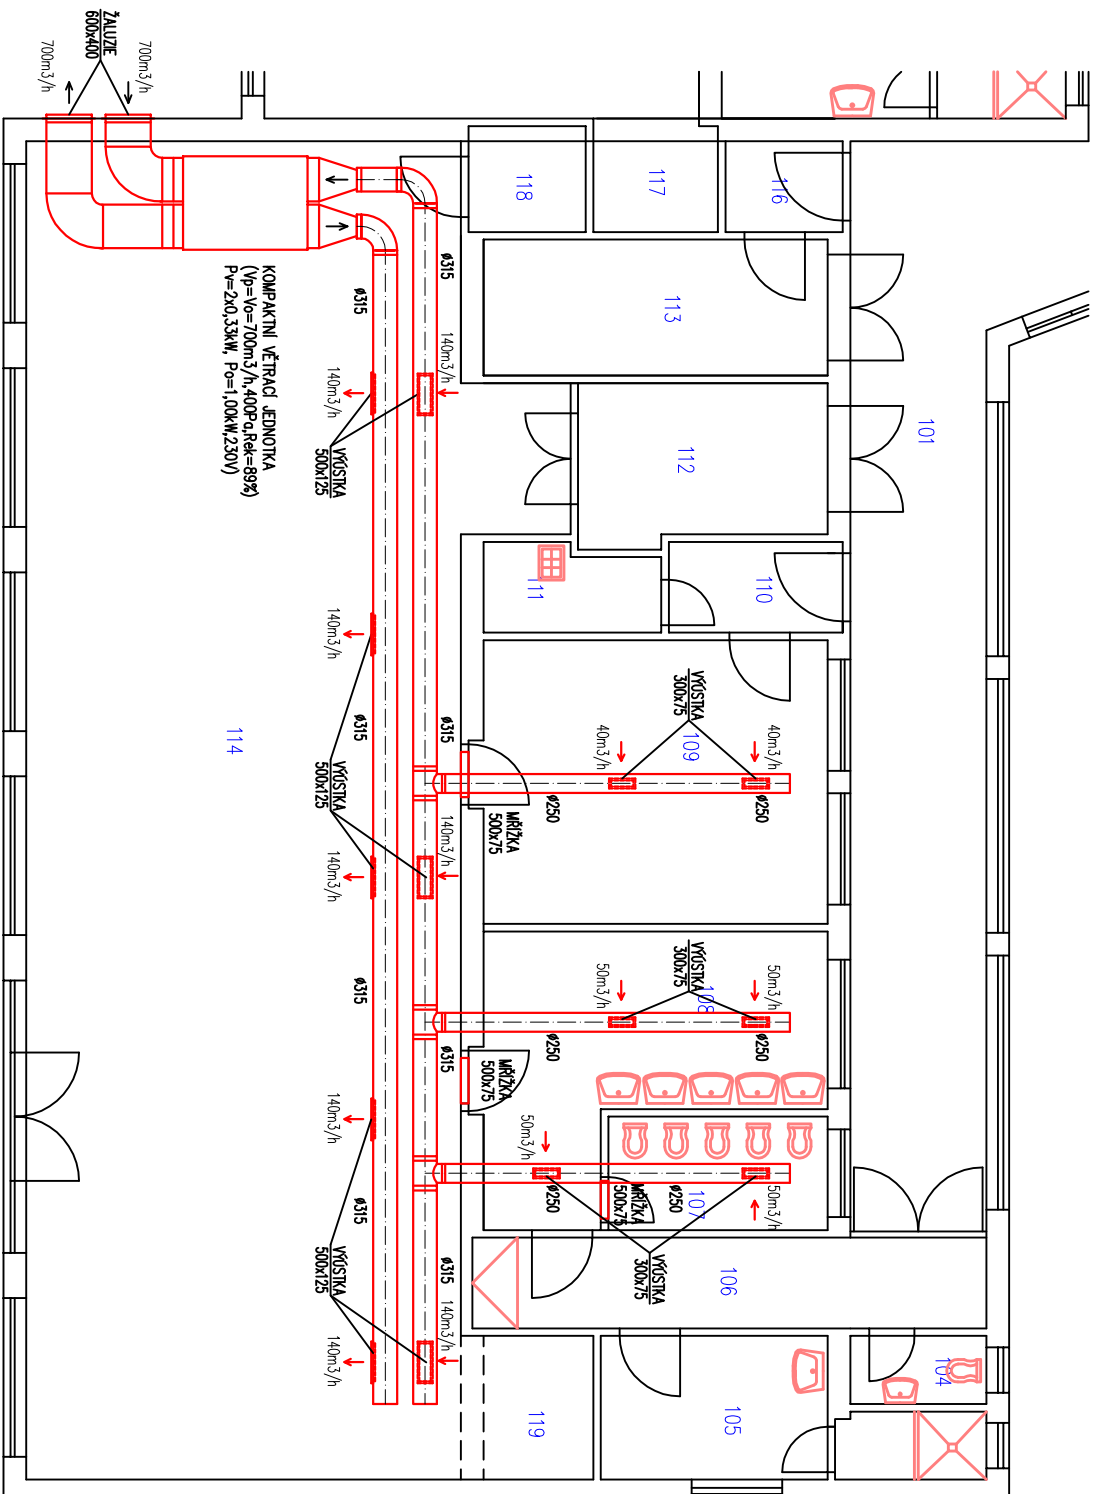 ŽALUZIE
600x400
700m3/h
700m3/h
KOMPAKTNÍ VĚTRACÍ JEDNOTKA
(Vp=Vo=700m3/h,400Pa,Rek=89%)
Pv=2x0,33kW, Po=1,00kW,230V)
118
117
116
113
112
101
111
110
109
108
107
106
105
104
119
114
ø315
ø315
140m3/h
140m3/h
VÝÚSTKA
500x125
140m3/h
ø315
ø315
VÝÚSTKA
500x125
140m3/h
140m3/h
VÝÚSTKA
300x75
40m3/h
40m3/h
ø250
ø250
MŘÍŽKA
500x75
VÝÚSTKA
300x75
50m3/h
50m3/h
ø250
ø250
ø315
ø315
MŘÍŽKA
500x75
50m3/h
50m3/h
ø250
ø250
MŘÍŽKA
500x75
VÝÚSTKA
300x75
140m3/h
ø315
ø315
VÝÚSTKA
500x125
140m3/h
140m3/h